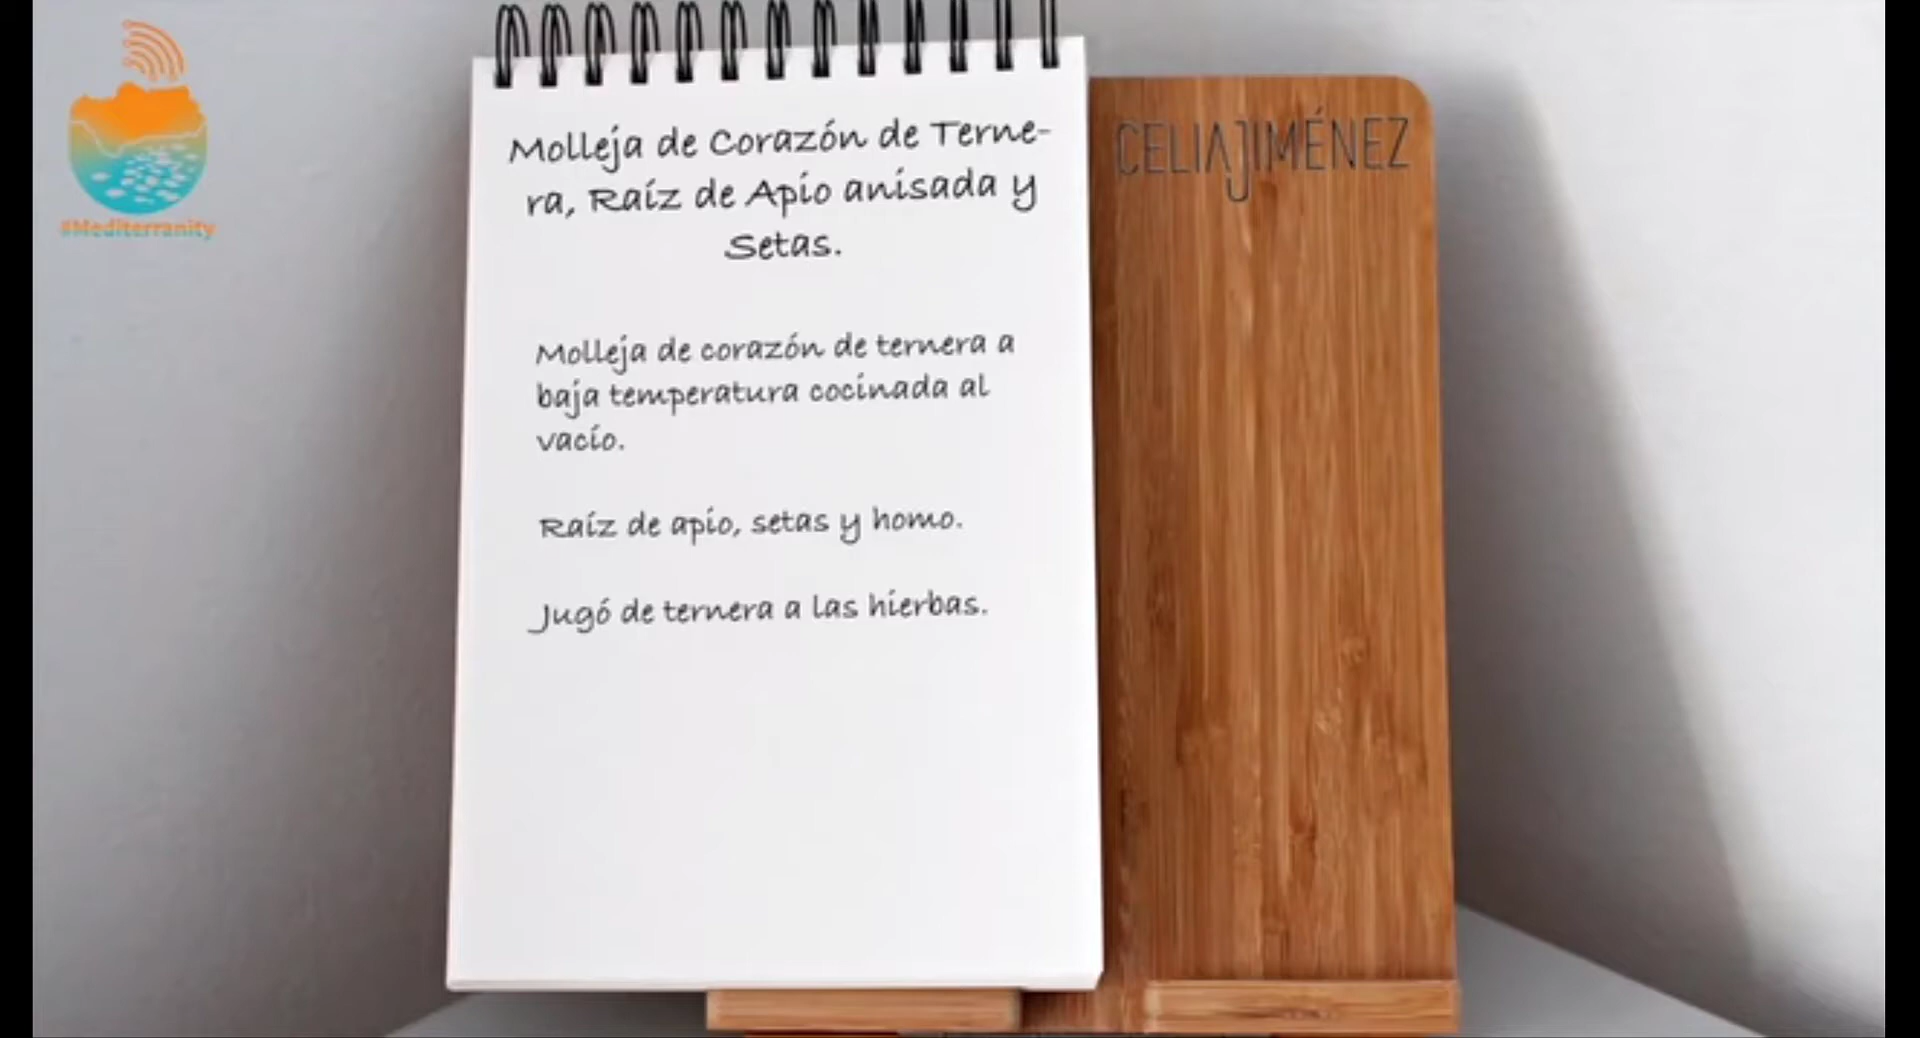 Molleja de Corazón de Terne-
ra, Raíz de Apio anisada y
Setas.
Molleja de corazón de ternera a
baja temperatura cocinada al
vacío.
Raíz de apio, setas y homo.
Jugó de ternera a las hierbas.
CELIAJIMÉNEZ
#Mediterranity